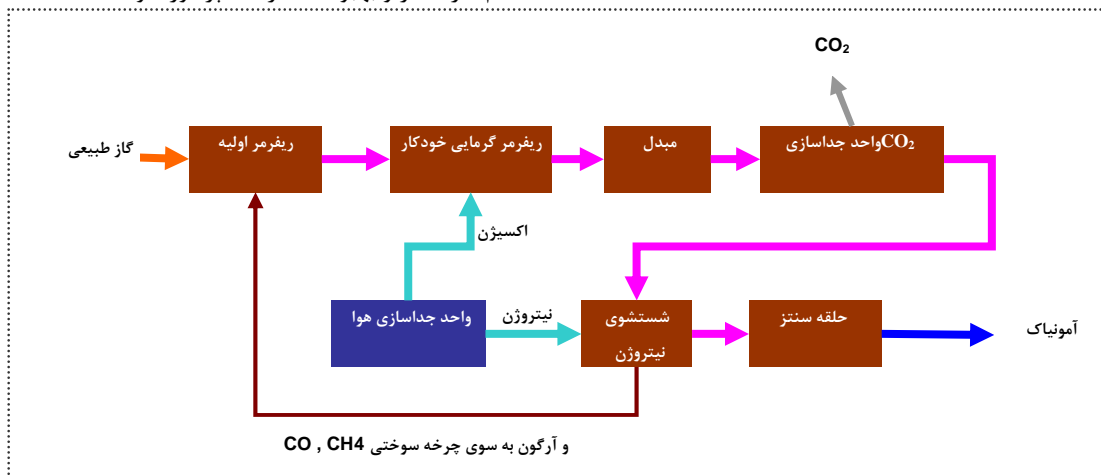 CO₂
گاز طبیعی
ریفرمر اولیه
ریفرمر گرمایی خودکار
مبدل
واحد جداسازی CO₂
اکسیژن
واحد جداسازی هوا
نیتروژن
شستشوی
نیتروژن
حلقه سنتز
آمونیاک
و آرگون به سوی چرخه سوختی CO , CH4